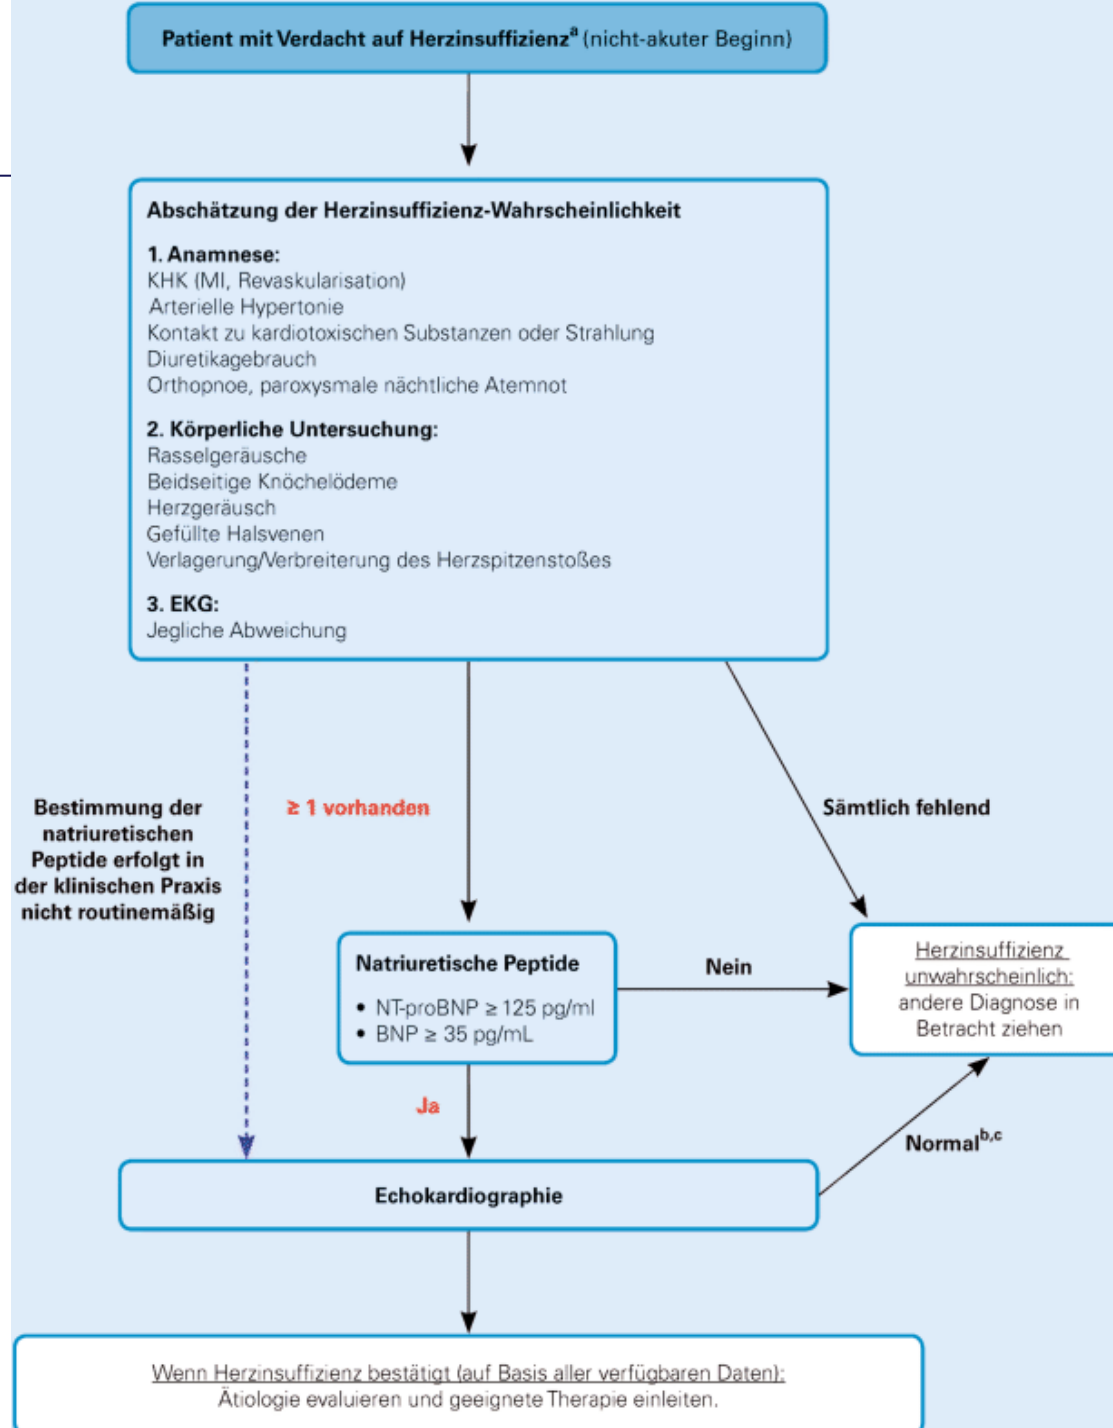 Patient mit Verdacht auf Herzinsuffizienzᵃ (nicht-akuter Beginn)
Abschätzung der Herzinsuffizienz-Wahrscheinlichkeit
1. Anamnese:
KHK (MI, Revaskularisation)
Arterielle Hypertonie
Kontakt zu kardiotoxischen Substanzen oder Strahlung
Diuretikagebrauch
Orthopnoe, paroxysmale nächtliche Atemnot
2. Körperliche Untersuchung:
Rasselgeräusche
Beidseitige Knöchelödeme
Herzgeräusch
Gefüllte Halsvenen
Verlagerung/Verbreiterung des Herzspitzenstoßes
3. EKG:
Jegliche Abweichung
Bestimmung der
natriuretischen
Peptide erfolgt in
der klinischen Praxis
nicht routinemäßig
≥ 1 vorhanden
Sämtlich fehlend
Natriuretische Peptide
• NT-proBNP ≥ 125 pg/ml
• BNP ≥ 35 pg/mL
Nein
Herzinsuffizienz
unwahrscheinlich:
andere Diagnose in
Betracht ziehen
Ja
Normalᵇ,ᶜ
Echokardiographie
Wenn Herzinsuffizienz bestätigt (auf Basis aller verfügbaren Daten):
Ätiologie evaluieren und geeignete Therapie einleiten.